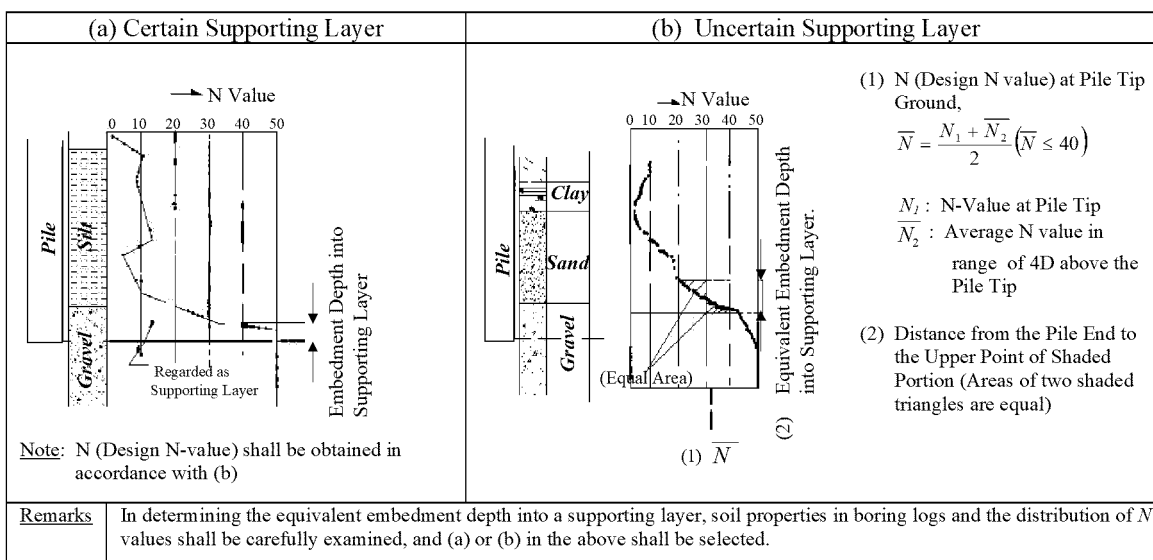 (a) Certain Supporting Layer
N Value
0 10 20 30 40 50
Pile
Silt
Gravel
Regarded as
Supporting Layer
Embedment Depth into
Supporting Layer
Note: N (Design N-value) shall be obtained in
accordance with (b)
(b) Uncertain Supporting Layer
N Value
0 10 20 30 40 50
Pile
Clay
Sand
Gravel
(Equal Area)
(2) Equivalent Embedment Depth
into Supporting Layer.
(1) N̅
(1) N (Design N value) at Pile Tip
Ground,
N̅ = (N₁ + N̅₂) / 2 (N̅ ≤ 40)
N₁ : N-Value at Pile Tip
N̅₂ : Average N value in
range of 4D above the
Pile Tip
(2) Distance from the Pile End to
the Upper Point of Shaded
Portion (Areas of two shaded
triangles are equal)
Remarks In determining the equivalent embedment depth into a supporting layer, soil properties in boring logs and the distribution of N
values shall be carefully examined, and (a) or (b) in the above shall be selected.